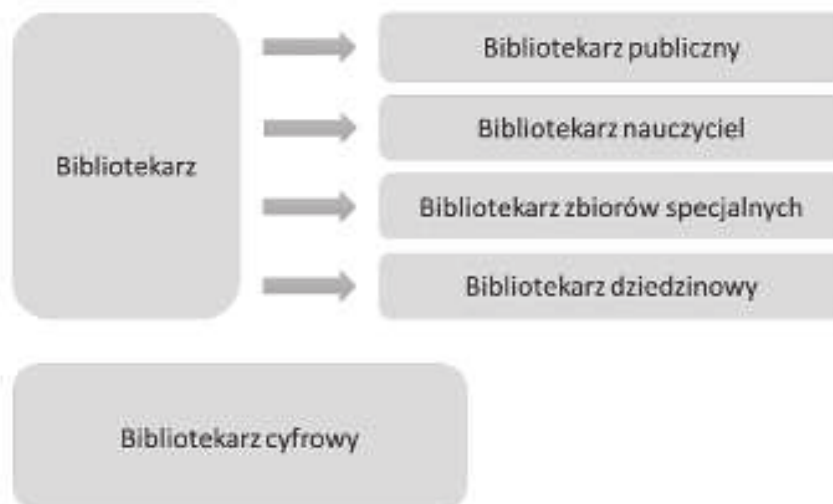 Bibliotekarz
Bibliotekarz publiczny
Bibliotekarz nauczyciel
Bibliotekarz zbiorów specjalnych
Bibliotekarz dziedzinowy
Bibliotekarz cyfrowy